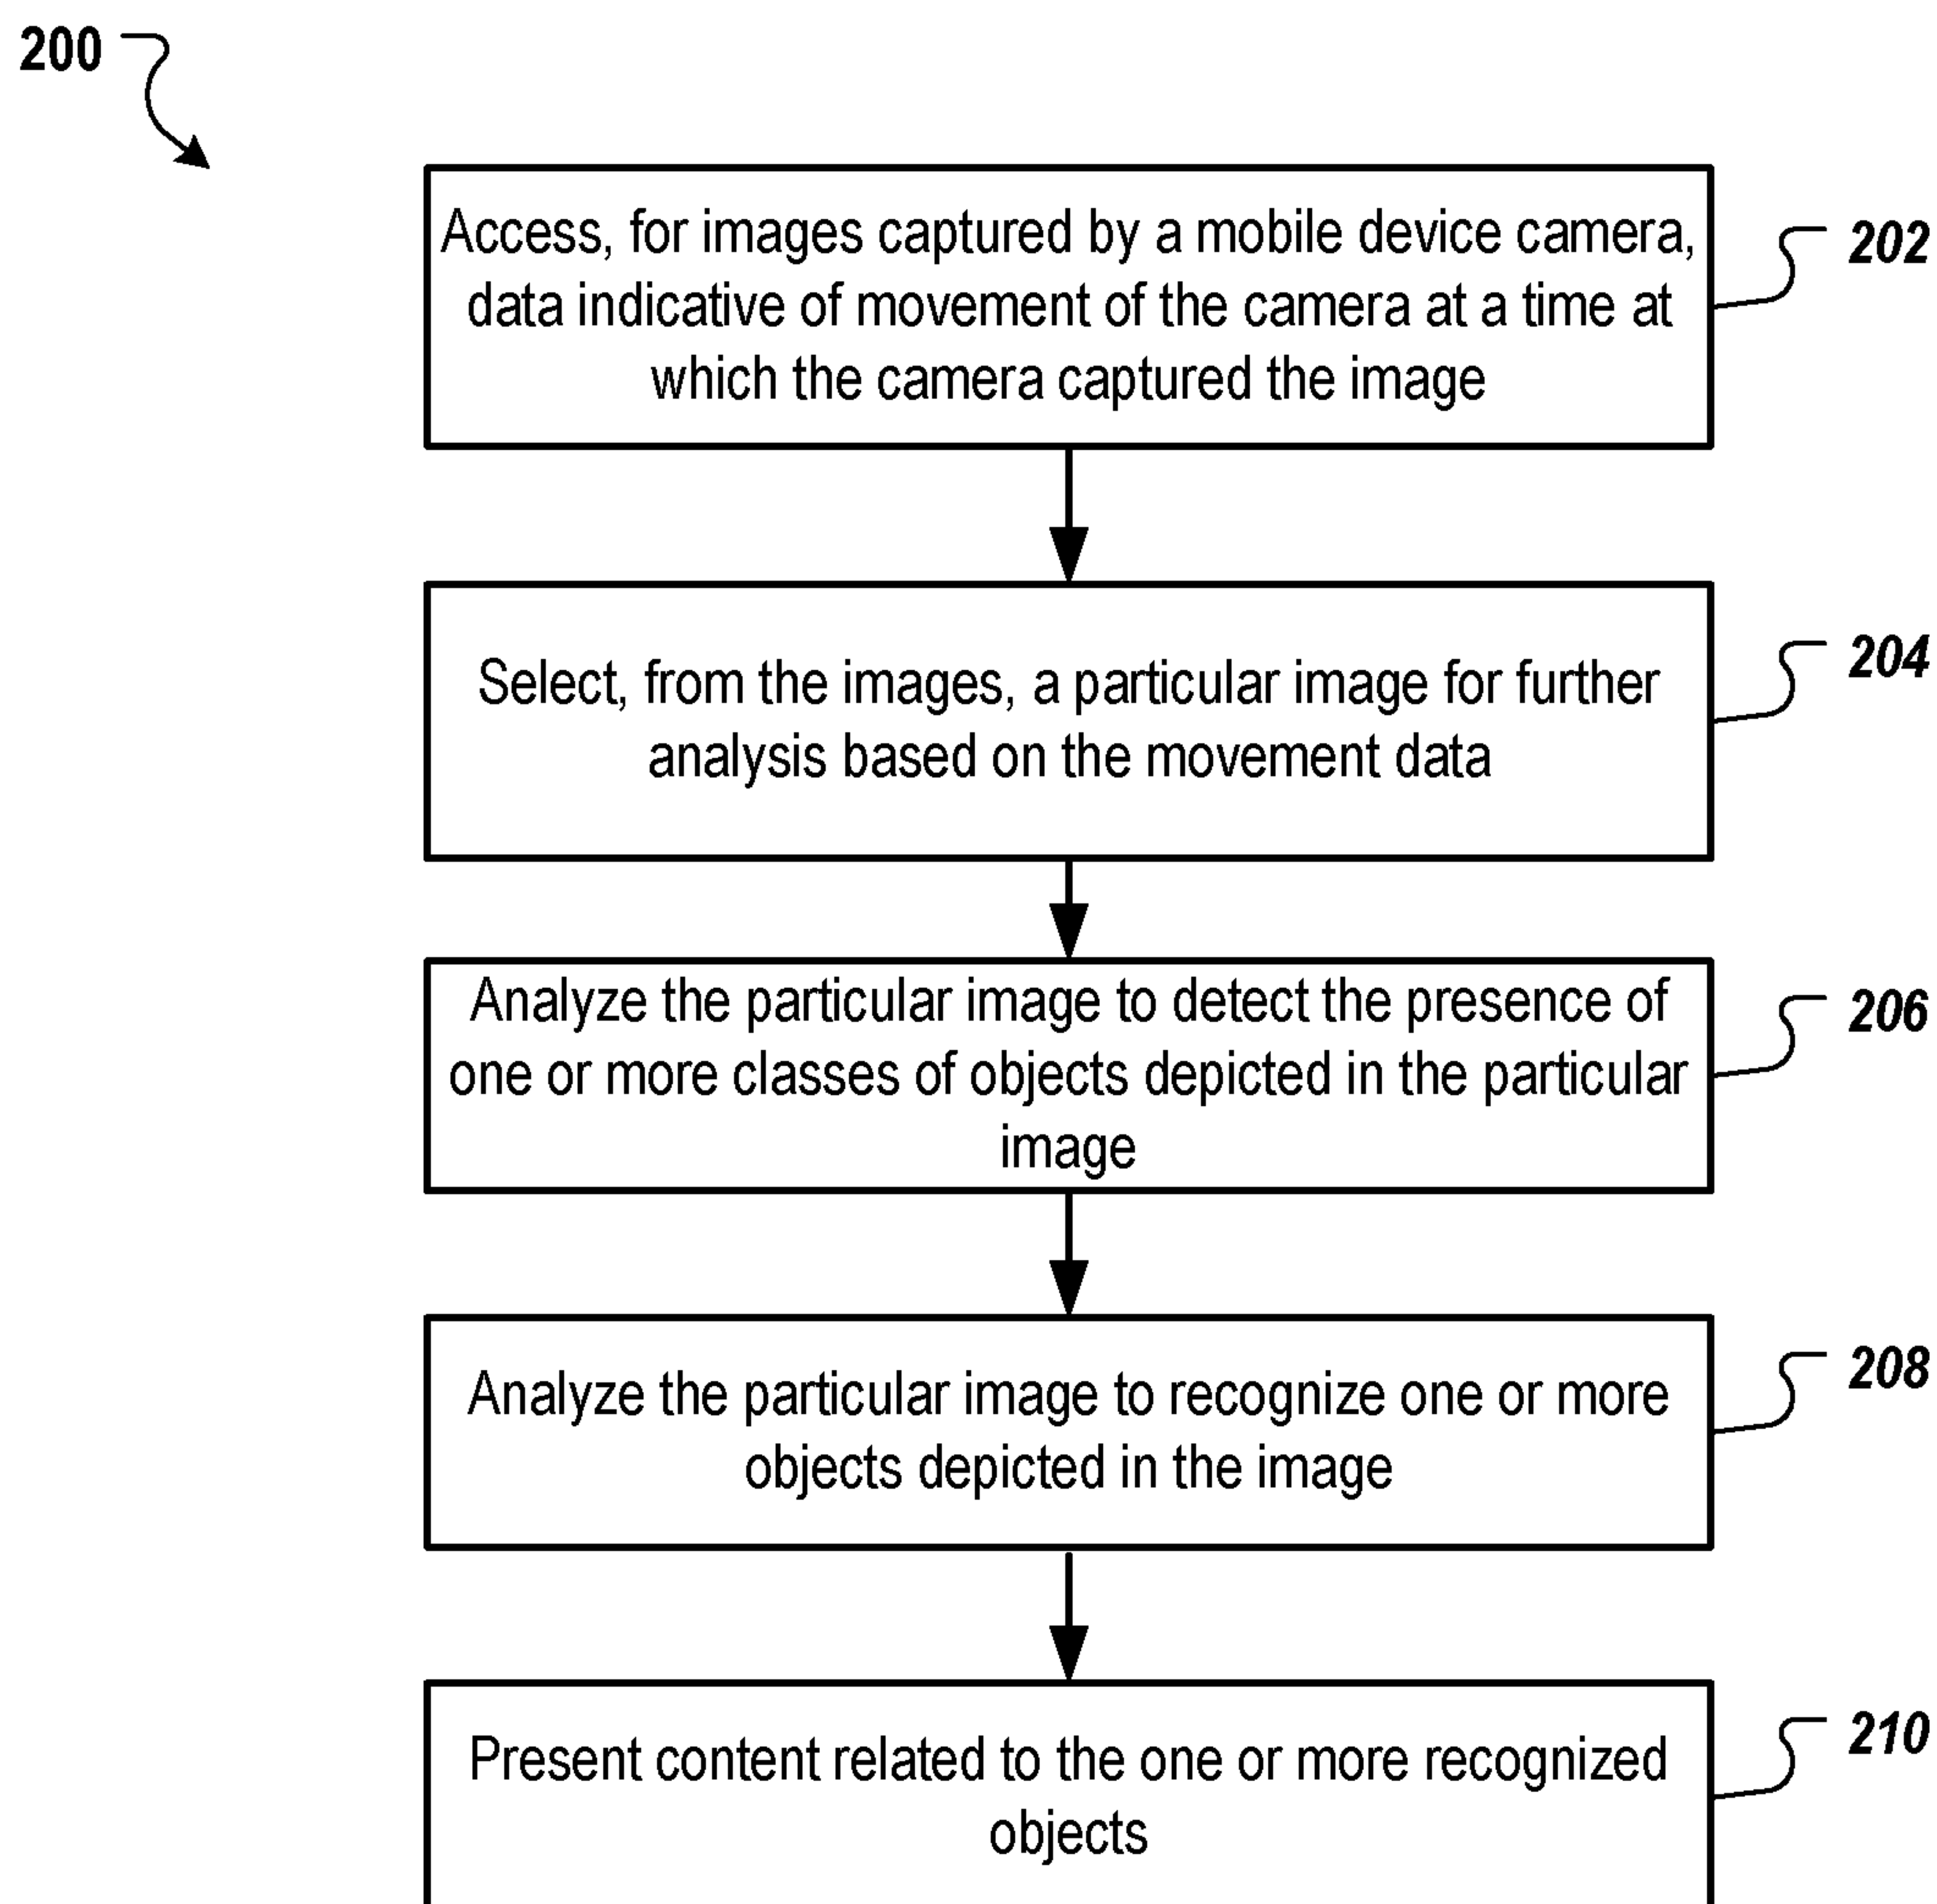 200
Access, for images captured by a mobile device camera,
data indicative of movement of the camera at a time at
which the camera captured the image
202
Select, from the images, a particular image for further
analysis based on the movement data
204
Analyze the particular image to detect the presence of
one or more classes of objects depicted in the particular
image
206
Analyze the particular image to recognize one or more
objects depicted in the image
208
Present content related to the one or more recognized
objects
210